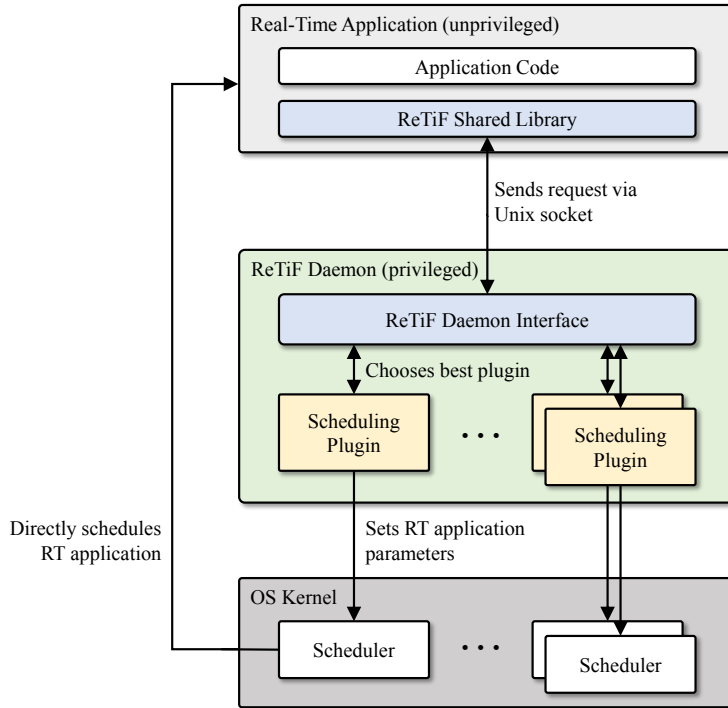 Real-Time Application (unprivileged)
Application Code
ReTiF Shared Library
Sends request via
Unix socket
ReTiF Daemon (privileged)
ReTiF Daemon Interface
Chooses best plugin
Scheduling
Plugin
. . .
Scheduling
Plugin
Directly schedules
RT application
Sets RT application
parameters
OS Kernel
Scheduler
. . .
Scheduler